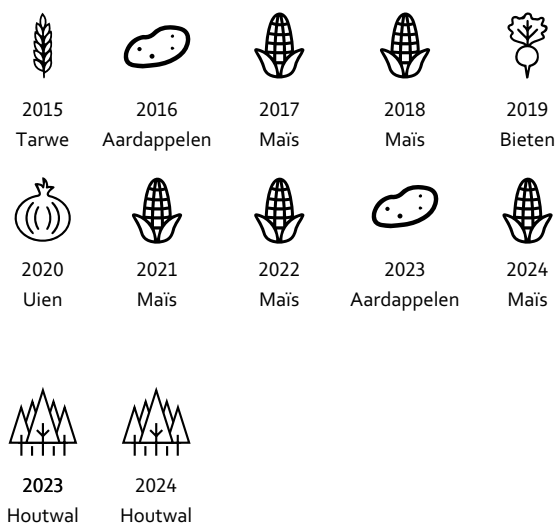 2015 2016 2017 2018 2019
Tarwe Aardappelen Maïs Maïs Bieten
2020 2021 2022 2023 2024
Uien Maïs Maïs Aardappelen Maïs
2023 2024
Houtwal Houtwal